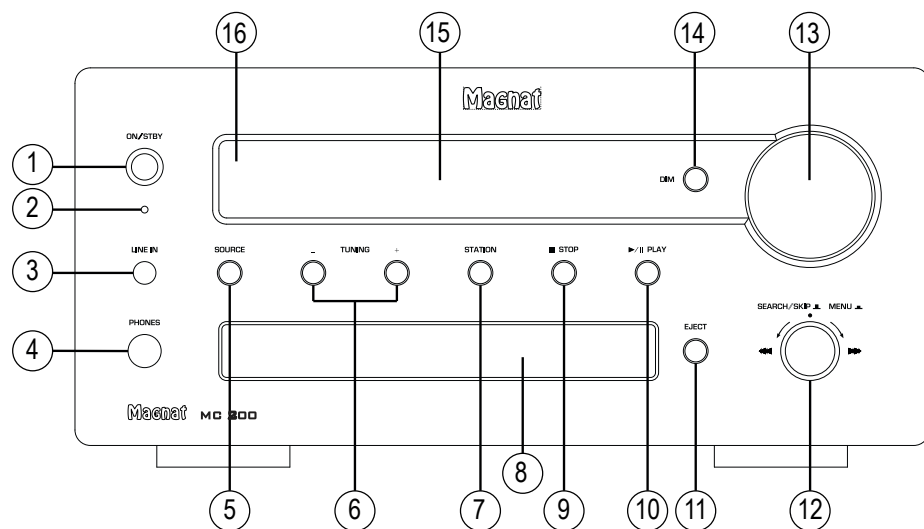 16 15 14 13
Magnat
ON/STBY
1
DIM
2
LINE IN SOURCE – TUNING + STATION ■ STOP ►/II PLAY
3
SEARCH/SKIP MENU
PHONES EJECT
4
◄◄ ►►
Magnat MC 200
5 6 7 8 9 10 11 12